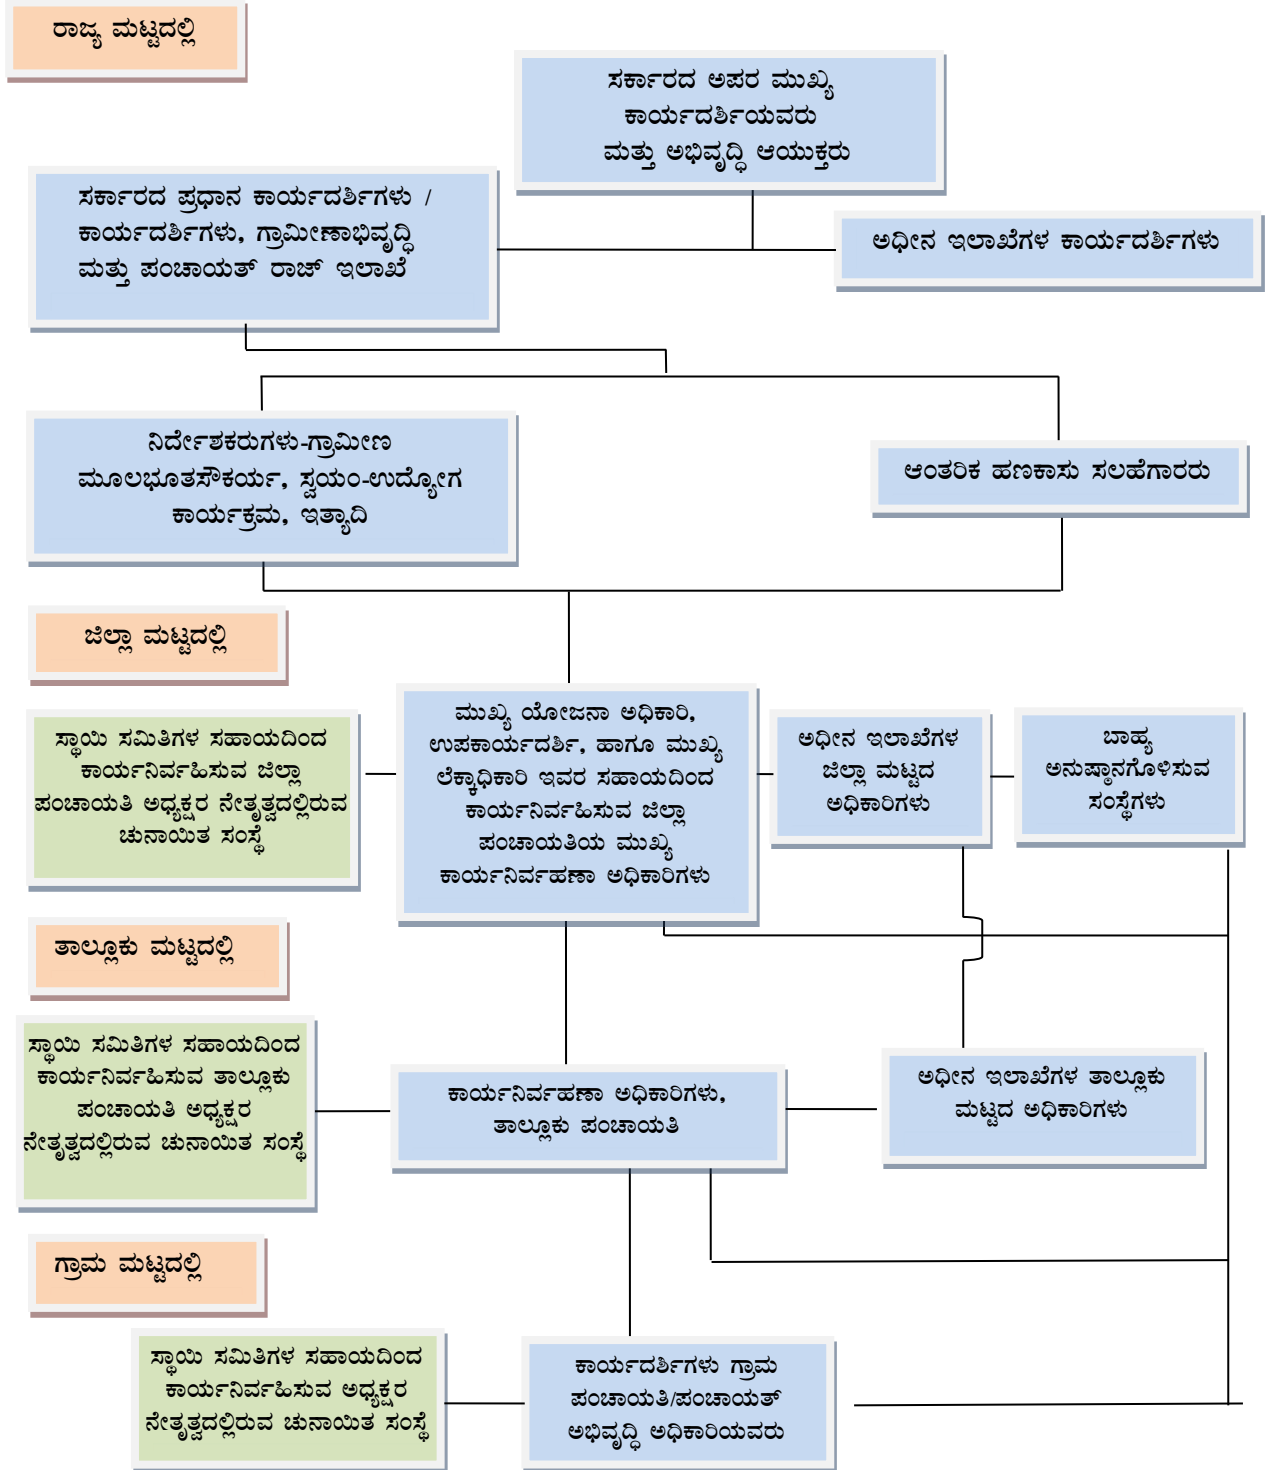 ರಾಜ್ಯ ಮಟ್ಟದಲ್ಲಿ
ಸರ್ಕಾರದ ಅಪರ ಮುಖ್ಯ
ಕಾರ್ಯದರ್ಶಿಯವರು
ಮತ್ತು ಅಭಿವೃದ್ಧಿ ಆಯುಕ್ತರು
ಸರ್ಕಾರದ ಪ್ರಧಾನ ಕಾರ್ಯದರ್ಶಿಗಳು /
ಕಾರ್ಯದರ್ಶಿಗಳು, ಗ್ರಾಮೀಣಾಭಿವೃದ್ಧಿ
ಮತ್ತು ಪಂಚಾಯತ್ ರಾಜ್ ಇಲಾಖೆ
ಅಧೀನ ಇಲಾಖೆಗಳ ಕಾರ್ಯದರ್ಶಿಗಳು
ನಿರ್ದೇಶಕರುಗಳು-ಗ್ರಾಮೀಣ
ಮೂಲಭೂತಸೌಕರ್ಯ, ಸ್ವಯಂ-ಉದ್ಯೋಗ
ಕಾರ್ಯಕ್ರಮ, ಇತ್ಯಾದಿ
ಆಂತರಿಕ ಹಣಕಾಸು ಸಲಹೆಗಾರರು
ಜಿಲ್ಲಾ ಮಟ್ಟದಲ್ಲಿ
ಸ್ಥಾಯಿ ಸಮಿತಿಗಳ ಸಹಾಯದಿಂದ
ಕಾರ್ಯನಿರ್ವಹಿಸುವ ಜಿಲ್ಲಾ
ಪಂಚಾಯತಿ ಅಧ್ಯಕ್ಷರ ನೇತೃತ್ವದಲ್ಲಿರುವ
ಚುನಾಯಿತ ಸಂಸ್ಥೆ
ಮುಖ್ಯ ಯೋಜನಾ ಅಧಿಕಾರಿ,
ಉಪಕಾರ್ಯದರ್ಶಿ, ಹಾಗೂ ಮುಖ್ಯ
ಲೆಕ್ಕಾಧಿಕಾರಿ ಇವರ ಸಹಾಯದಿಂದ
ಕಾರ್ಯನಿರ್ವಹಿಸುವ ಜಿಲ್ಲಾ
ಪಂಚಾಯತಿಯ ಮುಖ್ಯ
ಕಾರ್ಯನಿರ್ವಹಣಾ ಅಧಿಕಾರಿಗಳು
ಅಧೀನ ಇಲಾಖೆಗಳ
ಜಿಲ್ಲಾ ಮಟ್ಟದ
ಅಧಿಕಾರಿಗಳು
ಬಾಹ್ಯ
ಅನುಷ್ಠಾನಗೊಳಿಸುವ
ಸಂಸ್ಥೆಗಳು
ತಾಲ್ಲೂಕು ಮಟ್ಟದಲ್ಲಿ
ಸ್ಥಾಯಿ ಸಮಿತಿಗಳ ಸಹಾಯದಿಂದ
ಕಾರ್ಯನಿರ್ವಹಿಸುವ ತಾಲ್ಲೂಕು
ಪಂಚಾಯತಿ ಅಧ್ಯಕ್ಷರ
ನೇತೃತ್ವದಲ್ಲಿರುವ ಚುನಾಯಿತ ಸಂಸ್ಥೆ
ಕಾರ್ಯನಿರ್ವಹಣಾ ಅಧಿಕಾರಿಗಳು,
ತಾಲ್ಲೂಕು ಪಂಚಾಯತಿ
ಅಧೀನ ಇಲಾಖೆಗಳ ತಾಲ್ಲೂಕು
ಮಟ್ಟದ ಅಧಿಕಾರಿಗಳು
ಗ್ರಾಮ ಮಟ್ಟದಲ್ಲಿ
ಸ್ಥಾಯಿ ಸಮಿತಿಗಳ ಸಹಾಯದಿಂದ
ಕಾರ್ಯನಿರ್ವಹಿಸುವ ಅಧ್ಯಕ್ಷರ
ನೇತೃತ್ವದಲ್ಲಿರುವ ಚುನಾಯಿತ ಸಂಸ್ಥೆ
ಕಾರ್ಯದರ್ಶಿಗಳು ಗ್ರಾಮ
ಪಂಚಾಯತಿ/ಪಂಚಾಯತ್
ಅಭಿವೃದ್ಧಿ ಅಧಿಕಾರಿಯವರು